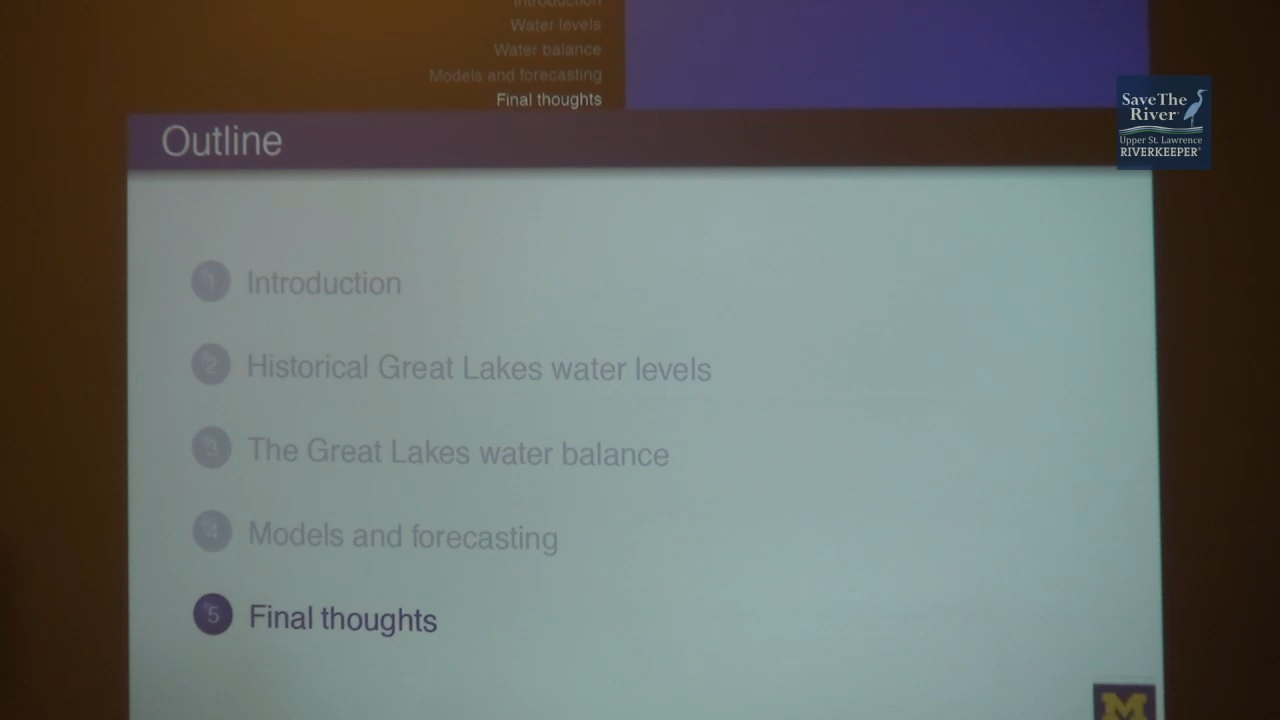 Introduction
Water levels
Water balance
Models and forecasting
Final thoughts
Save The
River
Upper St. Lawrence
RIVERKEEPER®
Outline
1 Introduction
2 Historical Great Lakes water levels
3 The Great Lakes water balance
4 Models and forecasting
5 Final thoughts
M